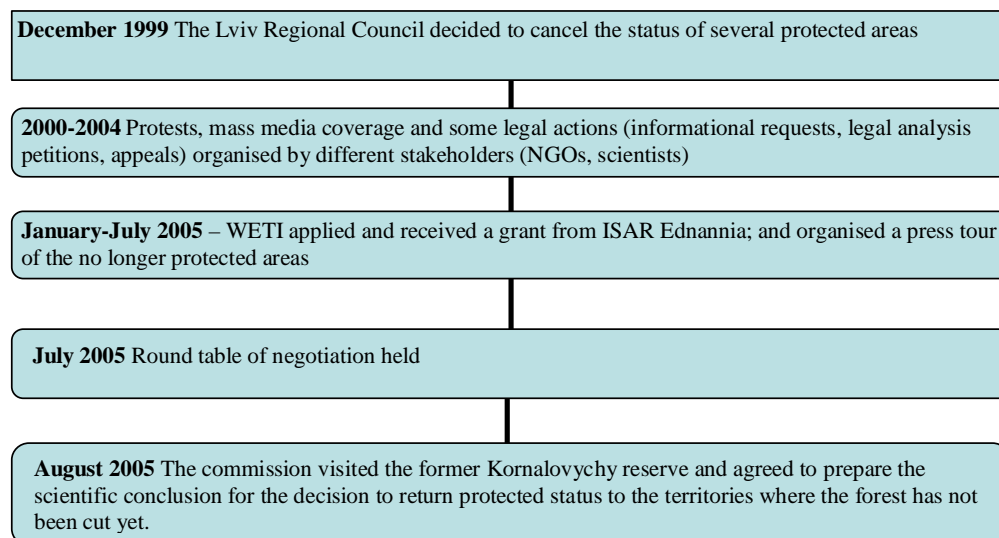 December 1999 The Lviv Regional Council decided to cancel the status of several protected areas
2000-2004 Protests, mass media coverage and some legal actions (informational requests, legal analysis
petitions, appeals) organised by different stakeholders (NGOs, scientists)
January-July 2005 – WETI applied and received a grant from ISAR Ednannia; and organised a press tour
of the no longer protected areas
July 2005 Round table of negotiation held
August 2005 The commission visited the former Kornalovychy reserve and agreed to prepare the
scientific conclusion for the decision to return protected status to the territories where the forest has not
been cut yet.